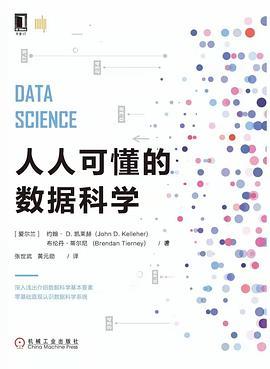 DATA
SCIENCE
人人可懂的
数据科学
[爱尔兰] 约翰·D.凯莱赫 (John D. Kelleher)
布伦丹·蒂尔尼 (Brendan Tierney) 著
张世武 黄元勋 译
深入浅出介绍数据科学基本要素
零基础直观认识数据科学系统
机械工业出版社
China Machine Press